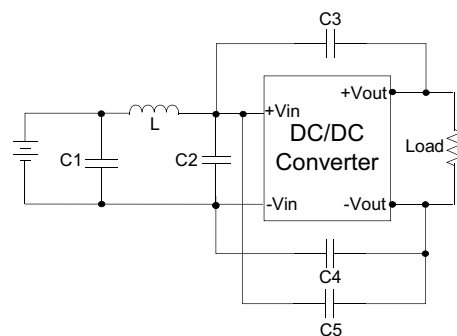 C3
+Vin
+Vout
L
DC/DC
Converter
Load
C1
C2
-Vin
-Vout
C4
C5